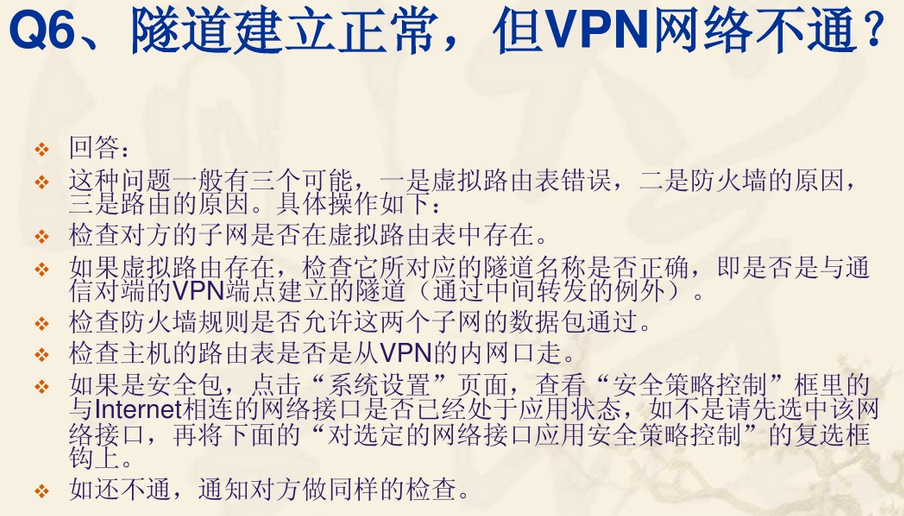 Q6、隧道建立正常，但VPN网络不通？
回答：
这种问题一般有三个可能，一是虚拟路由表错误，二是防火墙的原因，
三是路由的原因。具体操作如下：
检查对方的子网是否在虚拟路由表中存在。
如果虚拟路由存在，检查它所对应的隧道名称是否正确，即是否是与通
信对端的VPN端点建立的隧道（通过中间转发的例外）。
检查防火墙规则是否允许这两个子网的数据包通过。
检查主机的路由表是否是从VPN的内网口走。
如果是安全包，点击“系统设置”页面，查看“安全策略控制”框里的
与Internet相连的网络接口是否已经处于应用状态，如不是请先选中该网
络接口，再将下面的“对选定的网络接口应用安全策略控制”的复选框
钩上。
如还不通，通知对方做同样的检查。